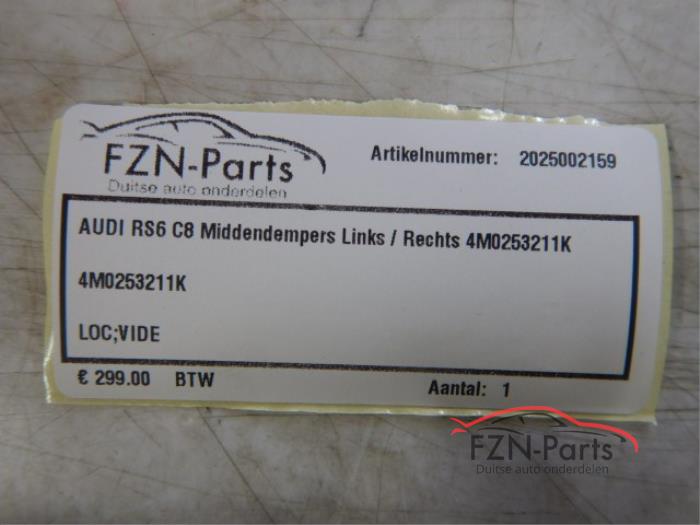 FZN-Parts
Duitse auto onderdelen
Artikelnummer: 2025002159
AUDI RS6 C8 Middendempers Links / Rechts 4M0253211K
4M0253211K
LOC;VIDE
€ 299.00 BTW
Aantal: 1
FZN-Parts
Duitse auto onderdelen